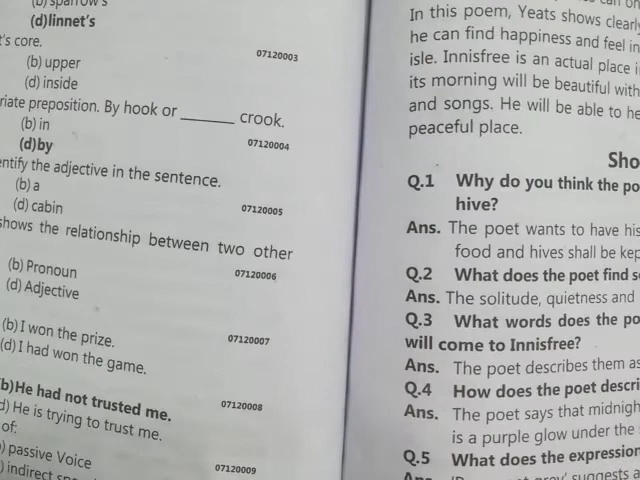 (b)sparrow's
(d)linnet's
t's core.
07120003
(b) upper
(d) inside
riate preposition. By hook or ______ crook.
(b) in
07120004
(d)by
entify the adjective in the sentence.
(b) a
(d) cabin
07120005
shows the relationship between two other
(b) Pronoun
07120006
(d) Adjective
(b) I won the prize.
07120007
(d) I had won the game.
b)He had not trusted me.
07120008
d) He is trying to trust me.
of:
) passive Voice
07120009
) indirect
In this poem, Yeats shows clearly
he can find happiness and feel in
isle. Innisfree is an actual place i
its morning will be beautiful with
and songs. He will be able to he
peaceful place.
Sho
Q.1 Why do you think the po
hive?
Ans. The poet wants to have his
food and hives shall be kep
Q.2 What does the poet find s
Ans. The solitude, quietness and
Q.3 What words does the po
will come to Innisfree?
Ans. The poet describes them as
Q.4 How does the poet descri
Ans. The poet says that midnigh
is a purple glow under the
Q.5 What does the expression
suggests a